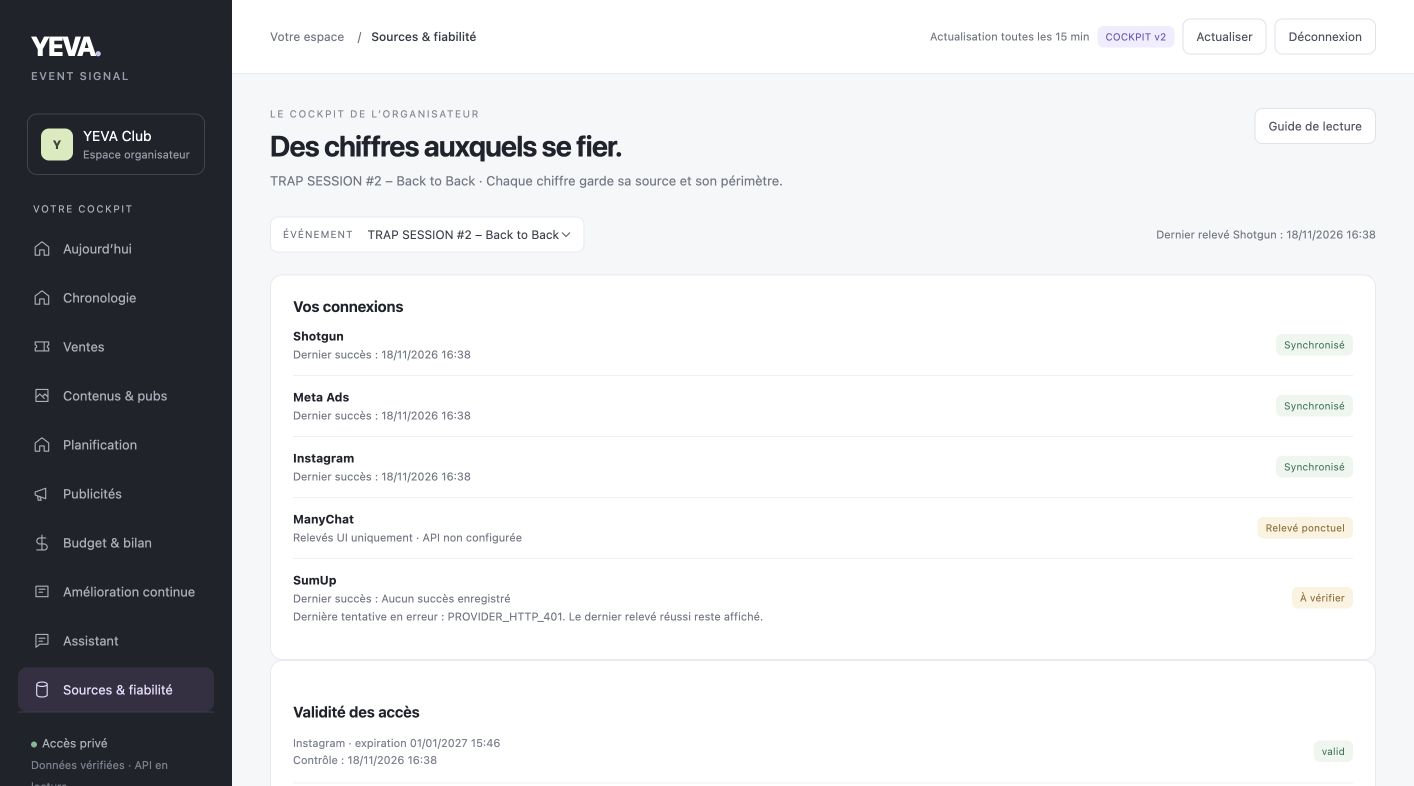 YEVA.
EVENT SIGNAL
Y
YEVA Club
Espace organisateur
VOTRE COCKPIT
Aujourd’hui
Chronologie
Ventes
Contenus & pubs
Planification
Publicités
Budget & bilan
Amélioration continue
Assistant
Sources & fiabilité
Accès privé
Données vérifiées · API en
lecture
Votre espace / Sources & fiabilité
Actualisation toutes les 15 min COCKPIT v2 Actualiser Déconnexion
LE COCKPIT DE L’ORGANISATEUR
Des chiffres auxquels se fier.
TRAP SESSION #2 – Back to Back · Chaque chiffre garde sa source et son périmètre.
Guide de lecture
ÉVÉNEMENT TRAP SESSION #2 – Back to Back
Dernier relevé Shotgun : 18/11/2026 16:38
Vos connexions
Shotgun
Dernier succès : 18/11/2026 16:38
Synchronisé
Meta Ads
Dernier succès : 18/11/2026 16:38
Synchronisé
Instagram
Dernier succès : 18/11/2026 16:38
Synchronisé
ManyChat
Relevés UI uniquement · API non configurée
Relevé ponctuel
SumUp
Dernier succès : Aucun succès enregistré
Dernière tentative en erreur : PROVIDER_HTTP_401. Le dernier relevé réussi reste affiché.
À vérifier
Validité des accès
Instagram · expiration 01/01/2027 15:46
Contrôle : 18/11/2026 16:38
valid